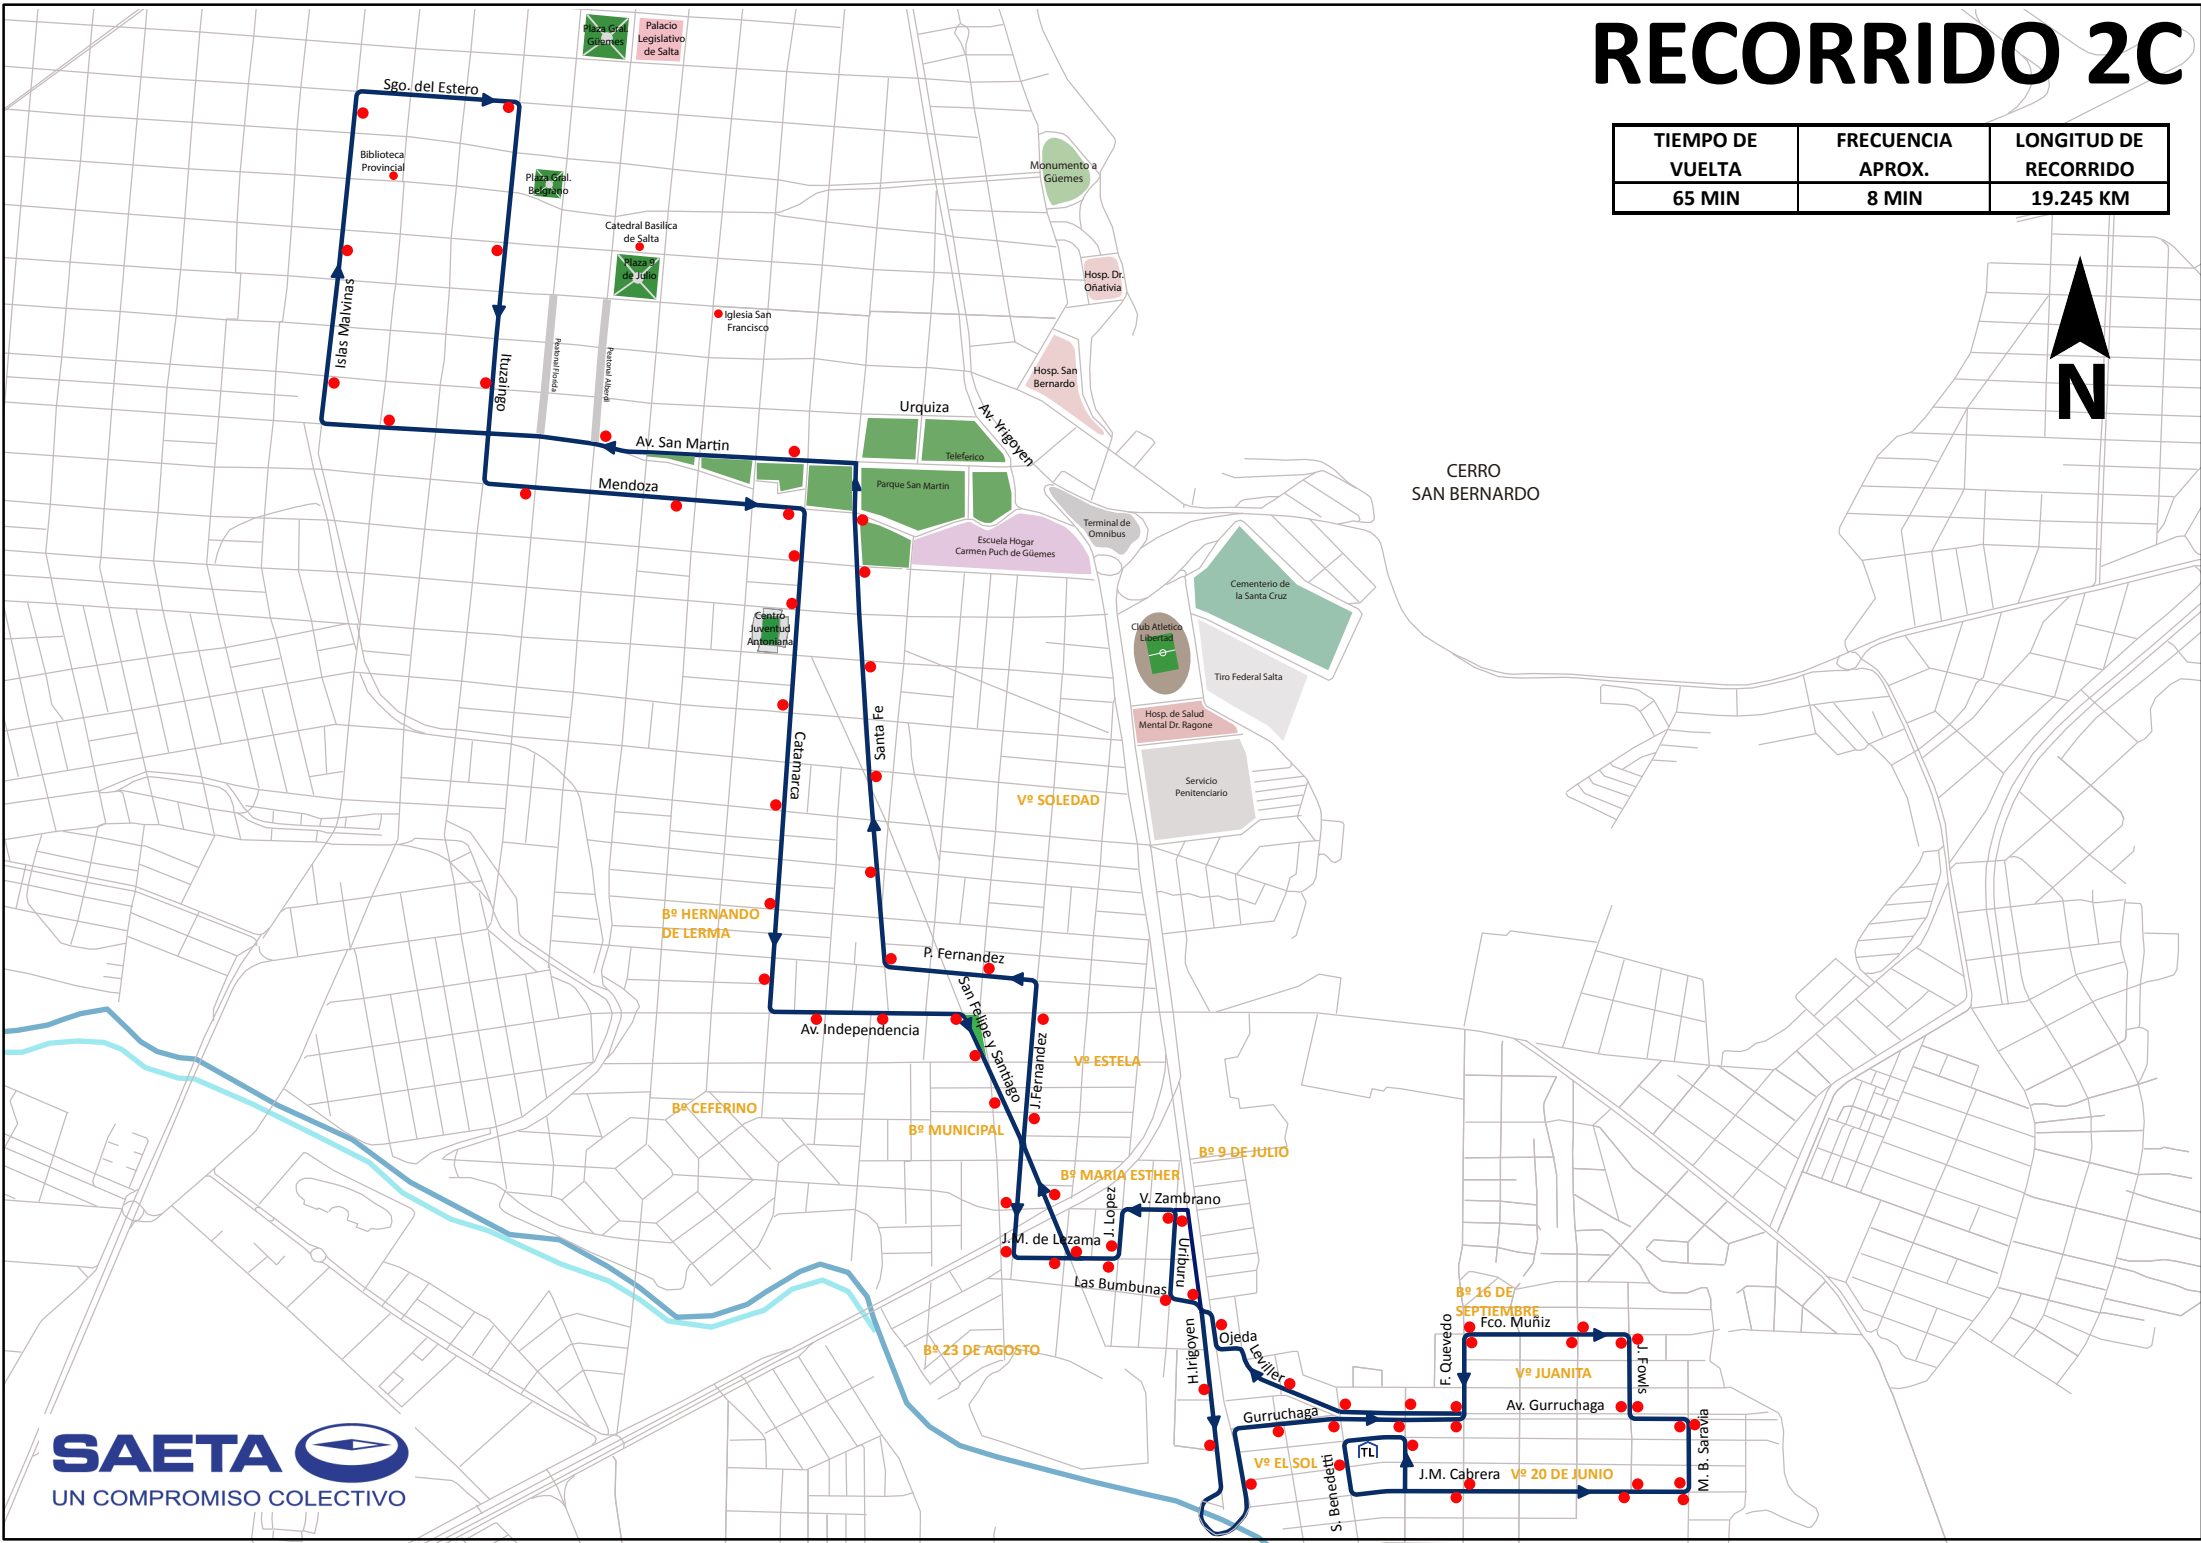 RECORRIDO 2C
TIEMPO DE
VUELTA
FRECUENCIA
APROX.
LONGITUD DE
RECORRIDO
65 MIN
8 MIN
19.245 KM
N
Plaza Gral.
Güemes
Palacio
Legislativo
de Salta
Sgo. del Estero
Biblioteca
Provincial
Plaza Gral.
Belgrano
Monumento a
Güemes
Catedral Basilica
de Salta
Plaza 9
de Julio
Hosp. Dr.
Oñativia
Iglesia San
Francisco
Islas Malvinas
Ituzaingo
Peatonal Florida
Peatonal Alberdi
Hosp. San
Bernardo
Urquiza
Av. Yrigoyen
Av. San Martin
Teleferico
Mendoza
Parque San Martin
CERRO
SAN BERNARDO
Terminal de
Omnibus
Escuela Hogar
Carmen Puch de Güemes
Cementerio de
la Santa Cruz
Centro
Juventud
Antoniana
Club Atletico
Libertad
Tiro Federal Salta
Hosp. de Salud
Mental Dr. Ragone
Santa Fe
Catamarca
Servicio
Penitenciario
Vº SOLEDAD
Bº HERNANDO
DE LERMA
P. Fernandez
San Felipe y Santiago
Av. Independencia
J.Fernandez
Vº ESTELA
Bº CEFERINO
Bº MUNICIPAL
Bº 9 DE JULIO
Bº MARIA ESTHER
V. Zambrano
J. Lopez
J.M. de Lezama
Uriburu
Las Bumbunas
Bº 16 DE
SEPTIEMBRE
Fco. Muñiz
F. Quevedo
H.Irigoyen
Ojeda
Leviller
Bº 23 DE AGOSTO
Vº JUANITA
J. Fowls
Av. Gurruchaga
Gurruchaga
M. B. Saravia
TL
Vº EL SOL
S. Benedetti
J.M. Cabrera
Vº 20 DE JUNIO
SAETA
UN COMPROMISO COLECTIVO